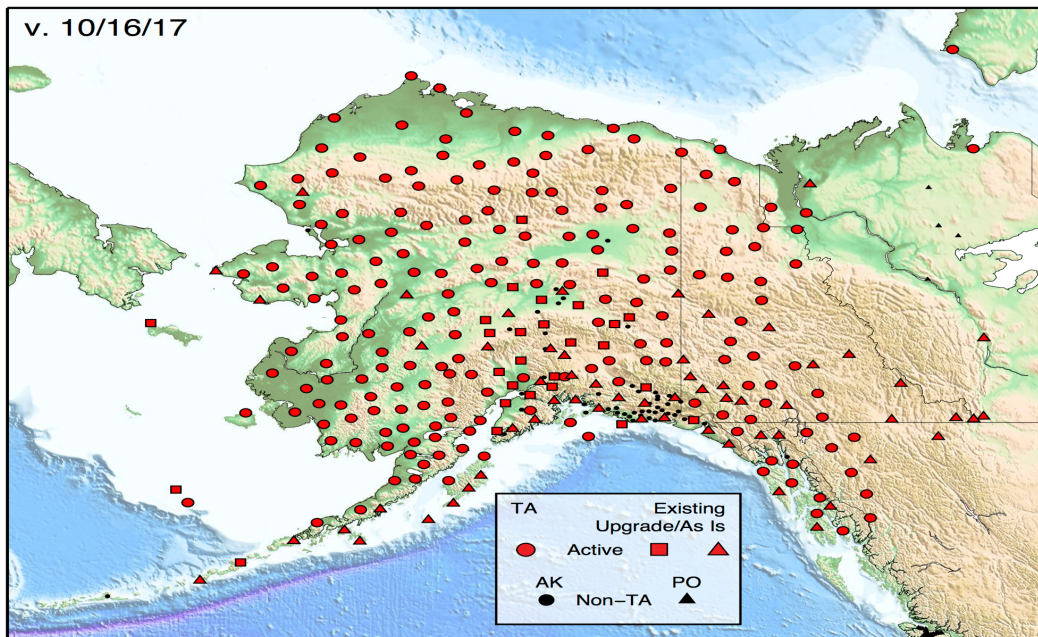 v. 10/16/17
TA Existing
Upgrade/As Is
Active
AK PO
Non-TA